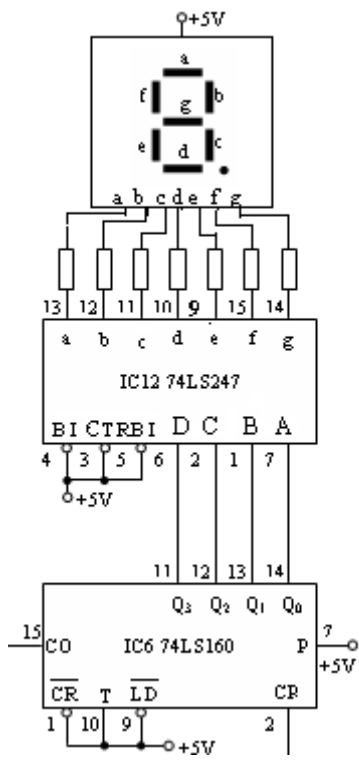 +5V
a
f b
g
e c
d
a b c d e f g
13 12 11 10 9 15 14
a b c d e f g
IC12 74LS247
BI CTRBI D C B A
4 3 5 6 2 1 7
+5V
11 12 13 14
Q3 Q2 Q1 Q0
15 7
CO IC6 74LS160 P
+5V
CR T LD CP
1 10 9 2
+5V